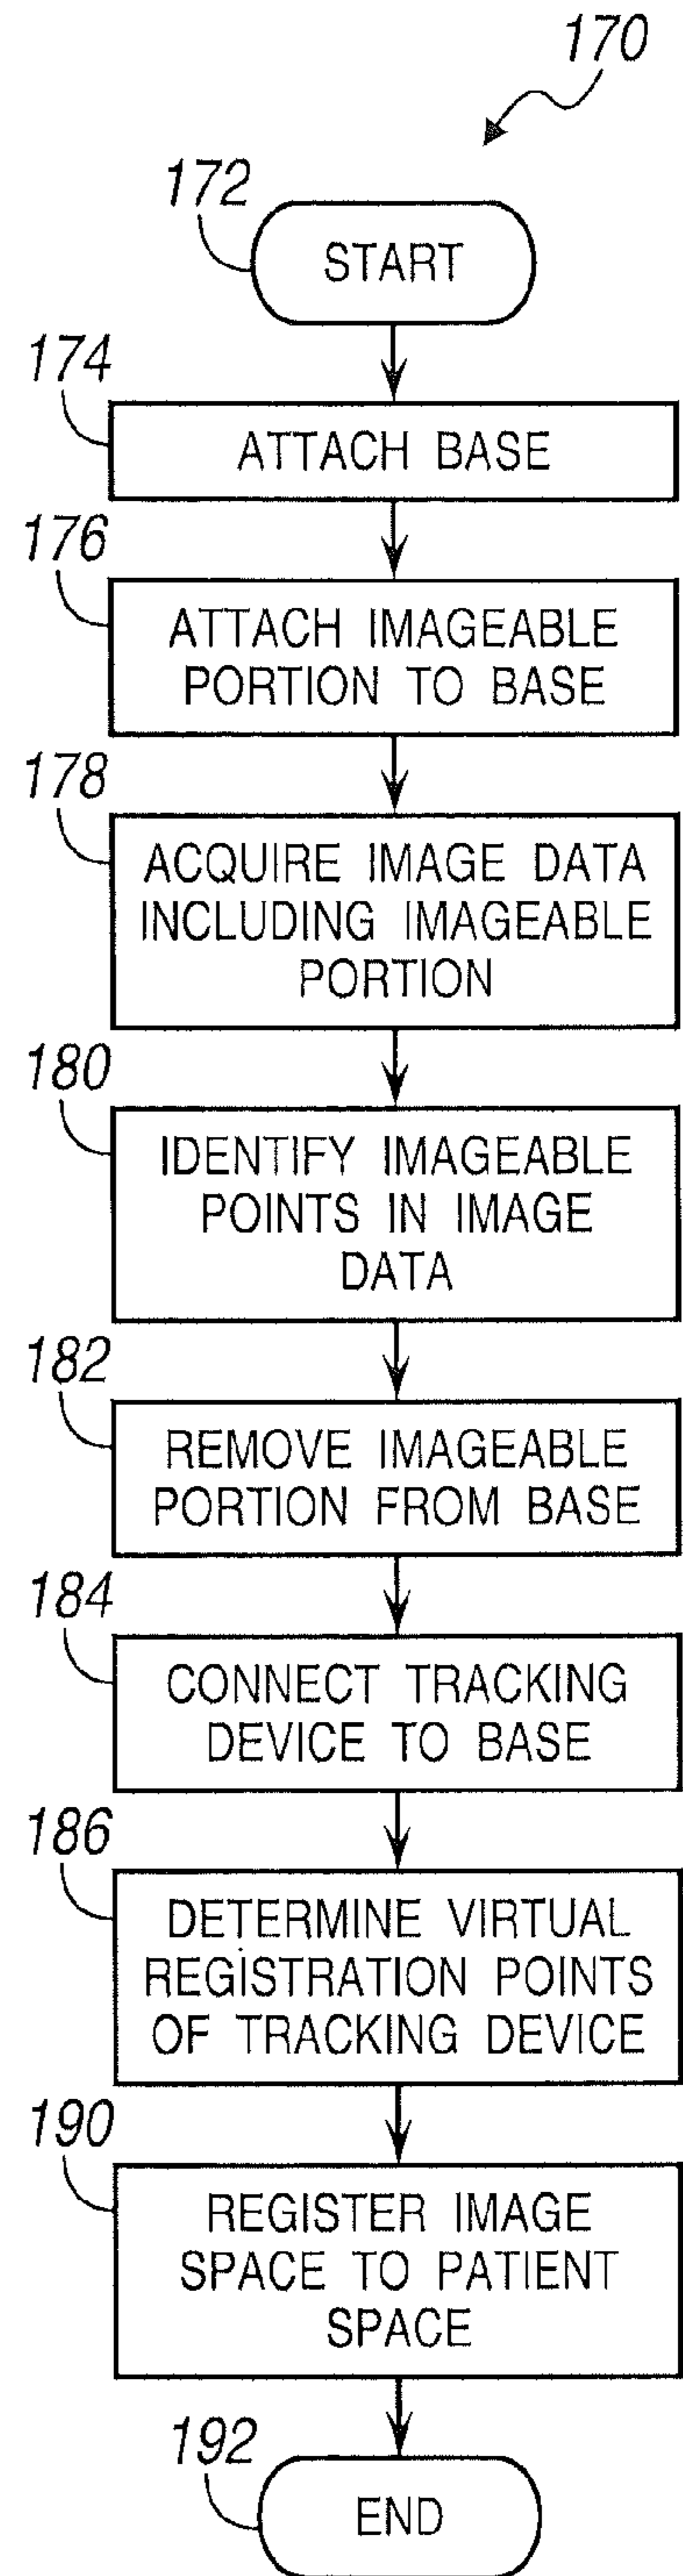 170
172
START
174
ATTACH BASE
176
ATTACH IMAGEABLE
PORTION TO BASE
178
ACQUIRE IMAGE DATA
INCLUDING IMAGEABLE
PORTION
180
IDENTIFY IMAGEABLE
POINTS IN IMAGE
DATA
182
REMOVE IMAGEABLE
PORTION FROM BASE
184
CONNECT TRACKING
DEVICE TO BASE
186
DETERMINE VIRTUAL
REGISTRATION POINTS
OF TRACKING DEVICE
190
REGISTER IMAGE
SPACE TO PATIENT
SPACE
192
END